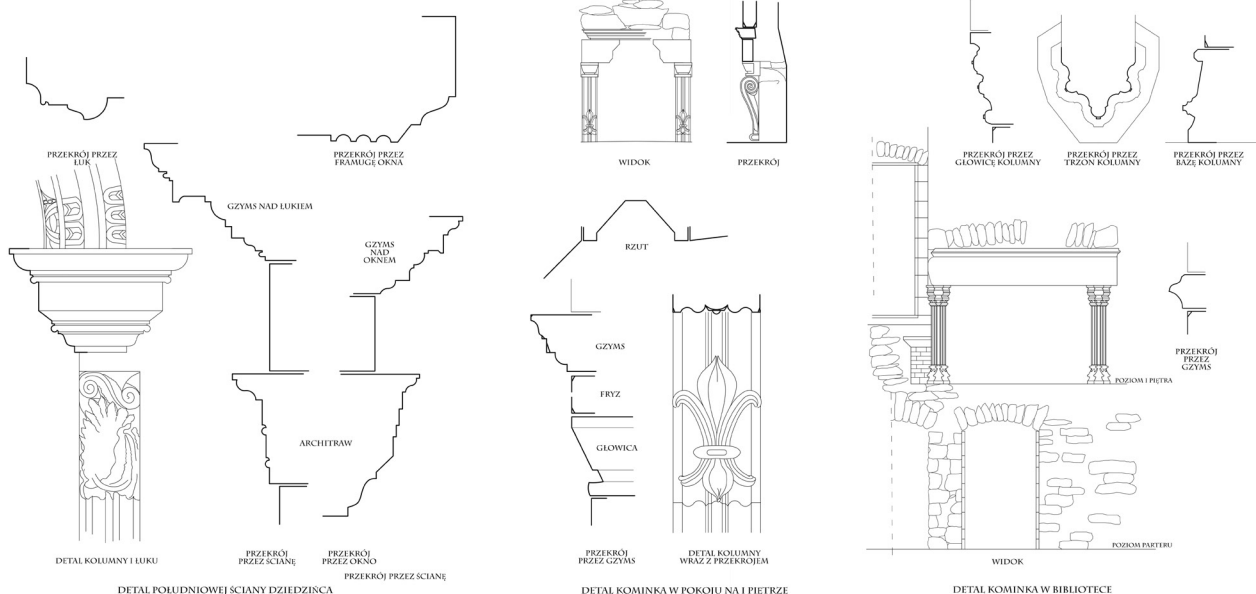 PRZEKRÓJ PRZEZ
ŁUK
PRZEKRÓJ PRZEZ
FRAMUGĘ OKNA
GZYMS NAD ŁUKIEM
GZYMS
NAD
OKNEM
ARCHITRAW
DETAL KOLUMNY I ŁUKU
PRZEKRÓJ
PRZEZ ŚCIANĘ
PRZEKRÓJ
PRZEZ OKNO
PRZEKRÓJ PRZEZ ŚCIANĘ
DETAL POŁUDNIOWEJ ŚCIANY DZIEDZIŃCA
WIDOK
PRZEKRÓJ
RZUT
GZYMS
FRYZ
GŁOWICA
PRZEKRÓJ
PRZEZ GZYMS
DETAL KOLUMNY
WRAZ Z PRZEKROJEM
DETAL KOMINKA W POKOJU NA I PIĘTRZE
PRZEKRÓJ PRZEZ
GŁOWICĘ KOLUMNY
PRZEKRÓJ PRZEZ
TRZON KOLUMNY
PRZEKRÓJ PRZEZ
BAZĘ KOLUMNY
PRZEKRÓJ
PRZEZ
GZYMS
POZIOM I PIĘTRA
POZIOM PARTERU
WIDOK
DETAL KOMINKA W BIBLIOTECE